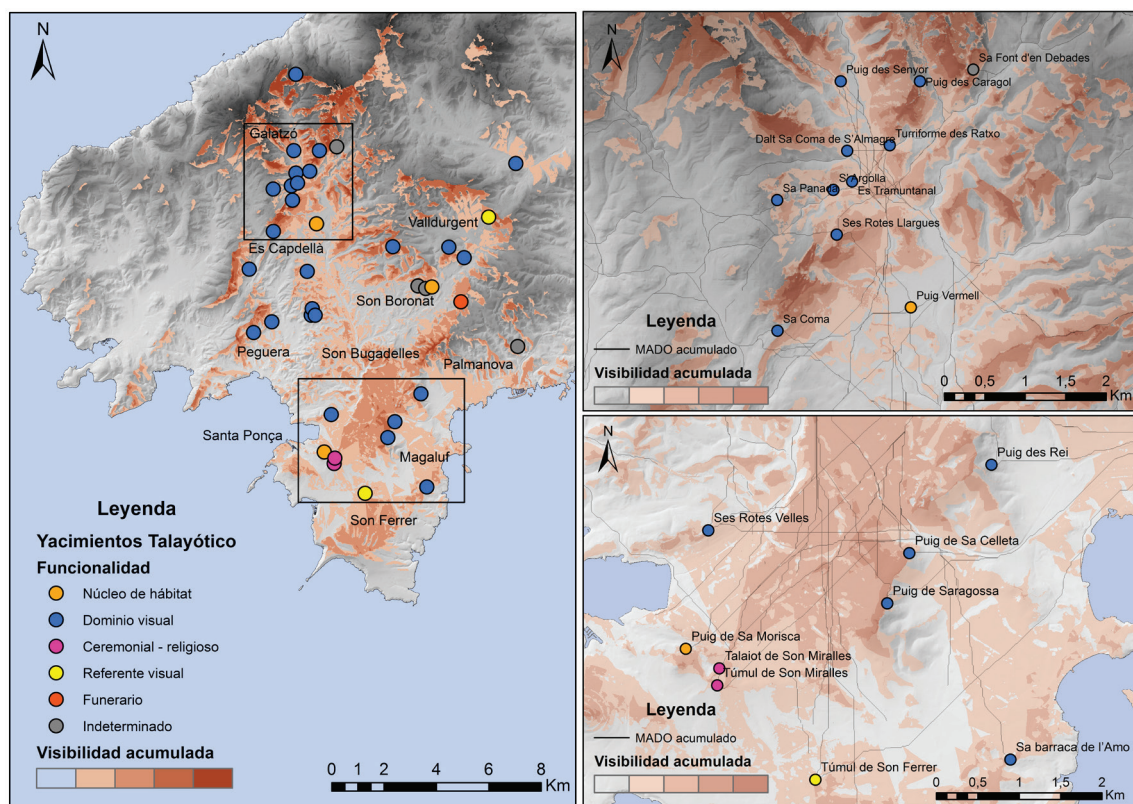 N
Galatzó
Es Capdellà
Valldurgent
Son Boronat
Peguera
Son Bugadelles
Palmanova
Santa Ponça
Magaluf
Son Ferrer
Leyenda
Yacimientos Talayótico
Funcionalidad
Núcleo de hábitat
Dominio visual
Ceremonial - religioso
Referente visual
Funerario
Indeterminado
Visibilidad acumulada
0 1 2 4 6 8
Km
N
Sa Font d'en Debades
Puig des Senyor
Puig des Caragol
Dalt Sa Coma de S'Almagre
Turriforme des Ratxo
S'Argolla
Sa Panada
Es Tramuntanal
Ses Rotes Llargues
Puig Vermell
Sa Coma
Leyenda
MADO acumulado
Visibilidad acumulada
0 0,5 1 1,5 2
Km
N
Puig des Rei
Ses Rotes Velles
Puig de Sa Celleta
Puig de Saragossa
Puig de Sa Morisca
Talaiot de Son Miralles
Túmul de Son Miralles
Leyenda
MADO acumulado
Sa barraca de l'Amo
Visibilidad acumulada
Túmul de Son Ferrer
0 0,5 1 1,5 2
Km